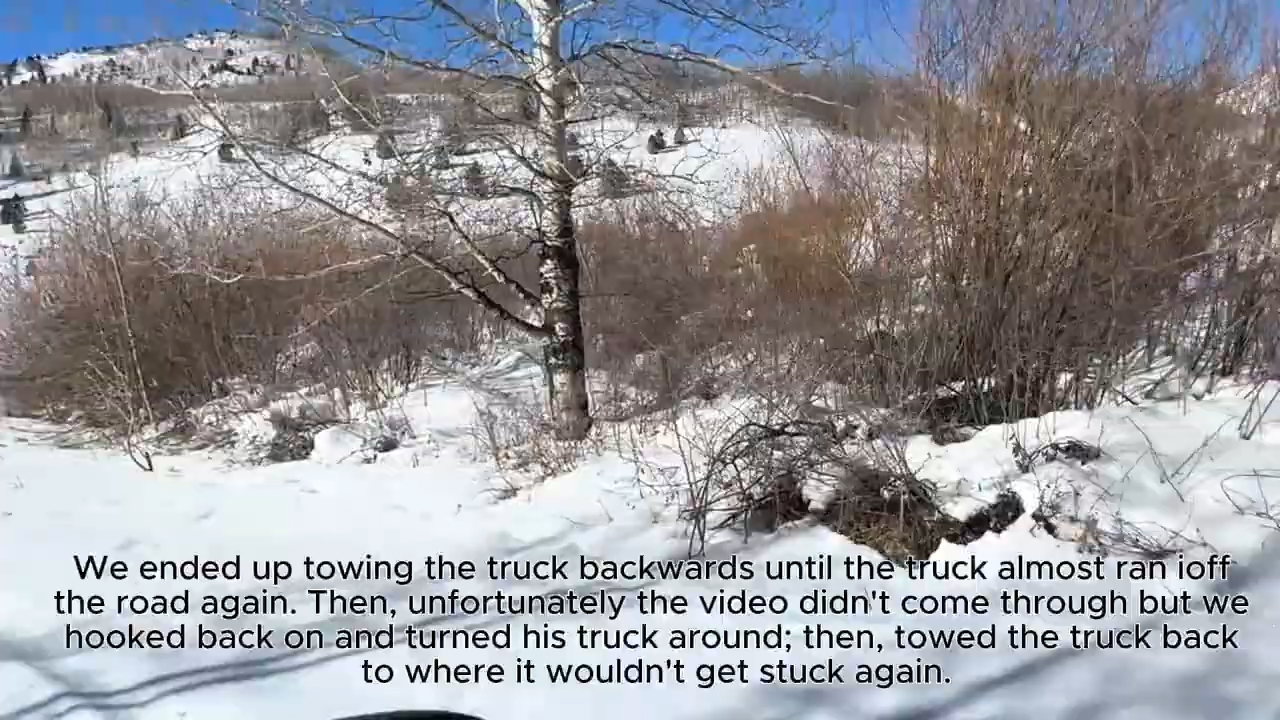 We ended up towing the truck backwards until the truck almost ran ioff
the road again. Then, unfortunately the video didn't come through but we
hooked back on and turned his truck around; then, towed the truck back
to where it wouldn't get stuck again.